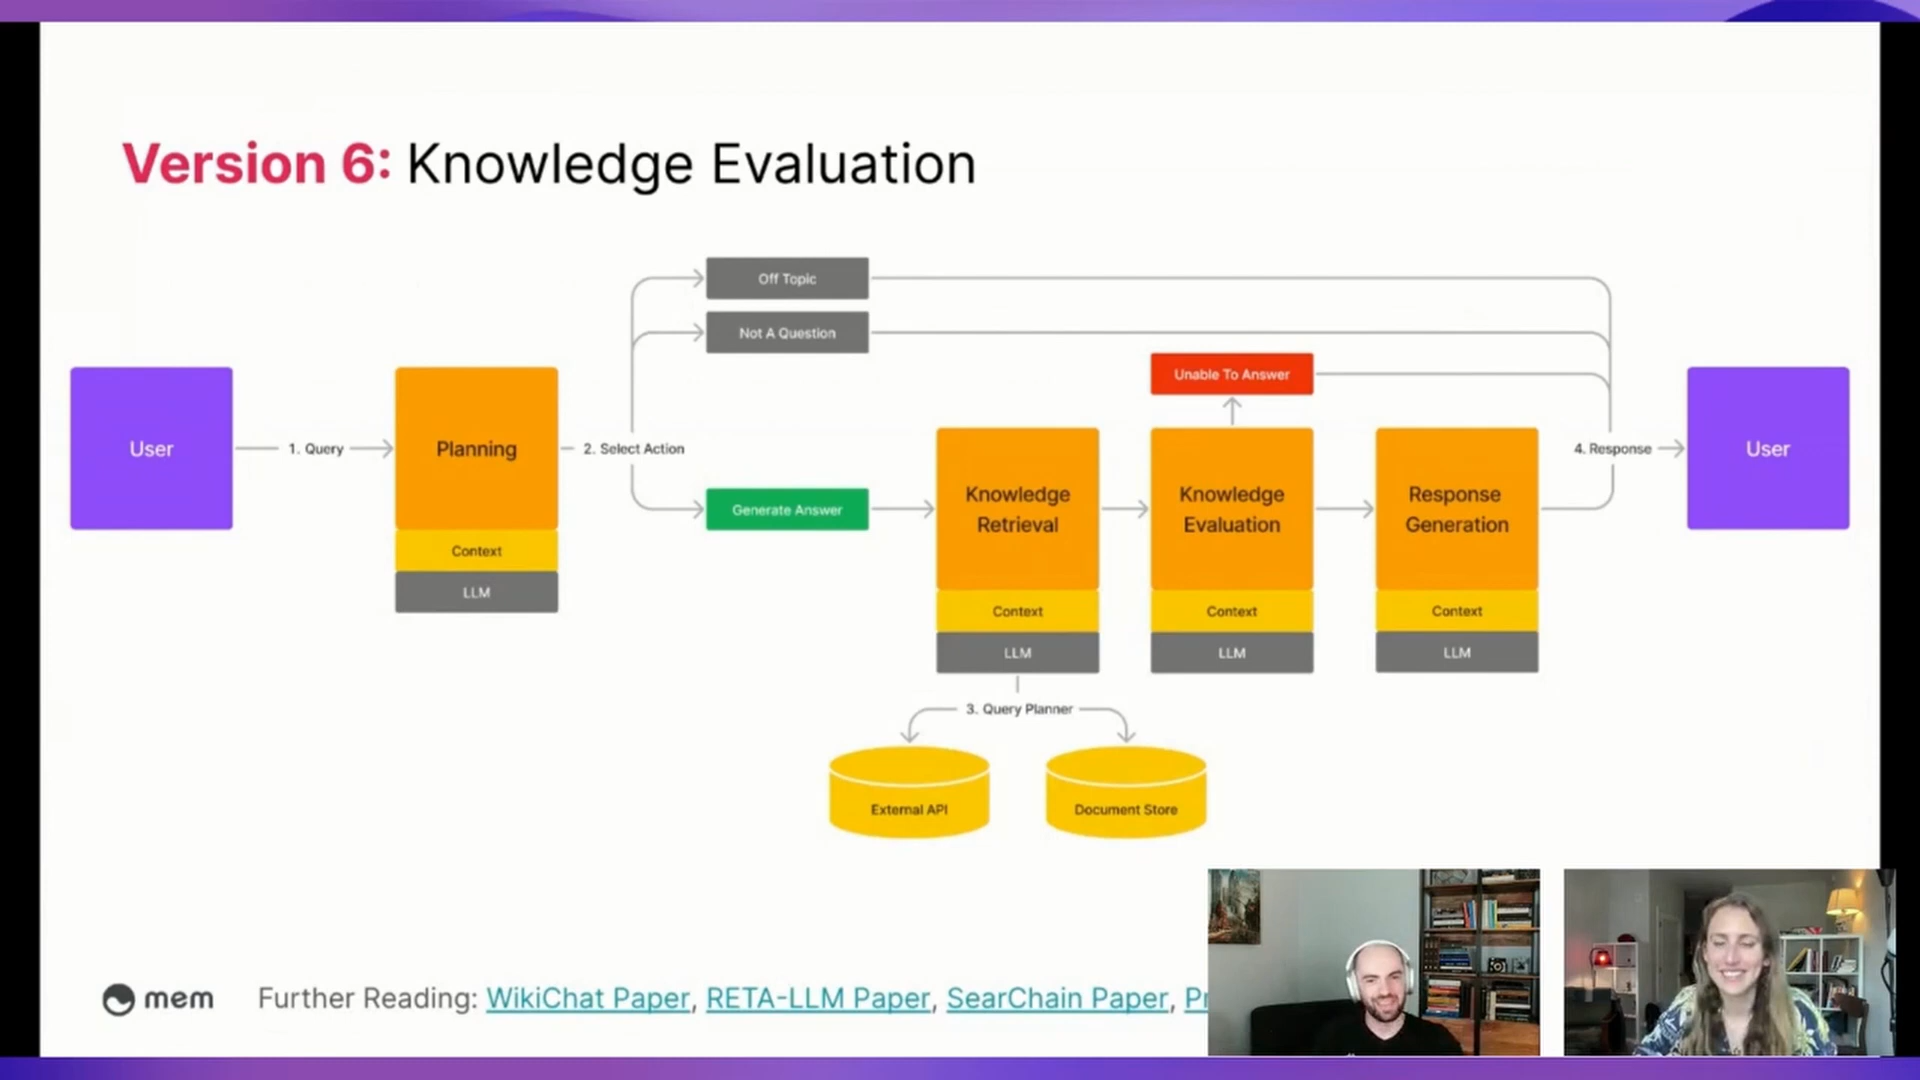 Version 6: Knowledge Evaluation
Off Topic
Not A Question
Unable To Answer
User
1. Query
Planning
2. Select Action
4. Response
User
Generate Answer
Knowledge
Retrieval
Knowledge
Evaluation
Response
Generation
Context
LLM
Context
LLM
Context
LLM
Context
LLM
3. Query Planner
External API
Document Store
mem
Further Reading: WikiChat Paper, RETA-LLM Paper, SearChain Paper,